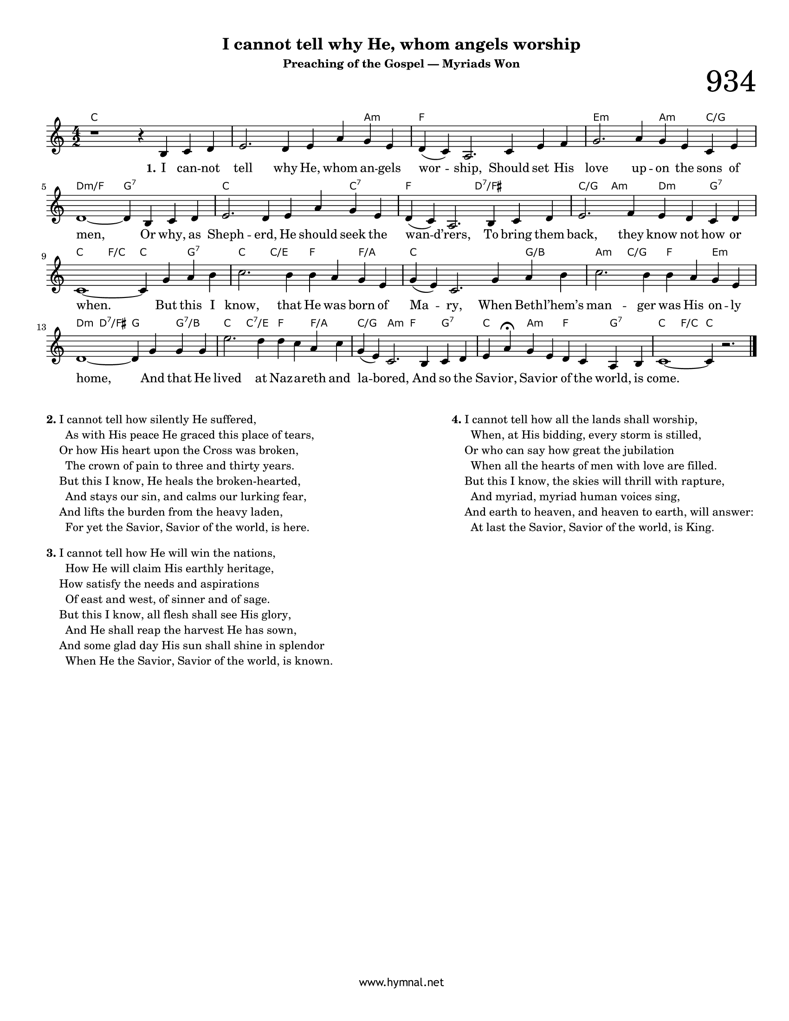 I cannot tell why He, whom angels worship
Preaching of the Gospel — Myriads Won
934
C Am F Em Am C/G
1. I can-not tell why He, whom an-gels wor - ship, Should set His love up - on the sons of
5 Dm/F G7 C C7 F D7/F♯ C/G Am Dm G7
men, Or why, as Sheph - erd, He should seek the wan-d'rers, To bring them back, they know not how or
9 C F/C C G7 C C/E F F/A C G/B Am C/G F Em
when. But this I know, that He was born of Ma - ry, When Bethl'hem's man - ger was His on - ly
13 Dm D7/F♯ G G7/B C C7/E F F/A C/G Am F G7 C Am F G7 C F/C C
home, And that He lived at Nazareth and la-bored, And so the Savior, Savior of the world, is come.
2. I cannot tell how silently He suffered,
As with His peace He graced this place of tears,
Or how His heart upon the Cross was broken,
The crown of pain to three and thirty years.
But this I know, He heals the broken-hearted,
And stays our sin, and calms our lurking fear,
And lifts the burden from the heavy laden,
For yet the Savior, Savior of the world, is here.
3. I cannot tell how He will win the nations,
How He will claim His earthly heritage,
How satisfy the needs and aspirations
Of east and west, of sinner and of sage.
But this I know, all flesh shall see His glory,
And He shall reap the harvest He has sown,
And some glad day His sun shall shine in splendor
When He the Savior, Savior of the world, is known.
4. I cannot tell how all the lands shall worship,
When, at His bidding, every storm is stilled,
Or who can say how great the jubilation
When all the hearts of men with love are filled.
But this I know, the skies will thrill with rapture,
And myriad, myriad human voices sing,
And earth to heaven, and heaven to earth, will answer:
At last the Savior, Savior of the world, is King.
www.hymnal.net